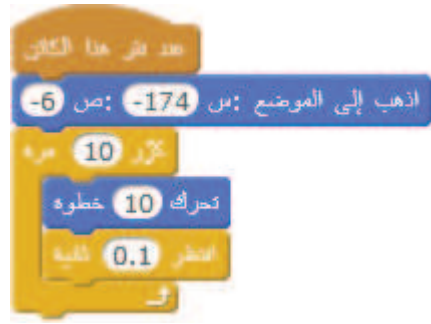 عند نقر هذا الكائن
اذهب إلى الموضع :س -174 :ص -6
كرّر 10 مرة
تحرك 10 خطوة
انتظر 0.1 ثانية